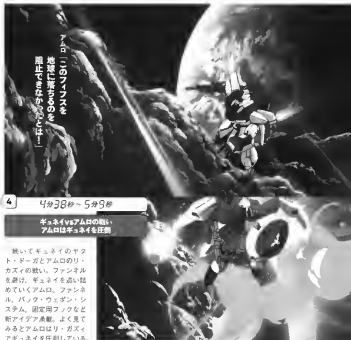 アムロ「このフィフスを
地球に落ちるのを
阻止できなかったとは!」
4
4分38秒~5分9秒
ギュネイvsアムロの戦い
アムロはギュネイを圧倒
続いてギュネイのヤク
ト・ドーガとアムロのリ・
ガズィの戦い。ファンネル
を避け、ギュネイを追い詰
めていくアムロ。ファンネ
ル、バック・ウェポン・シ
ステム、固定用フックなど
新アイデア満載。よく見て
みるとアムロはリ・ガズィ
でギュネイを圧倒している